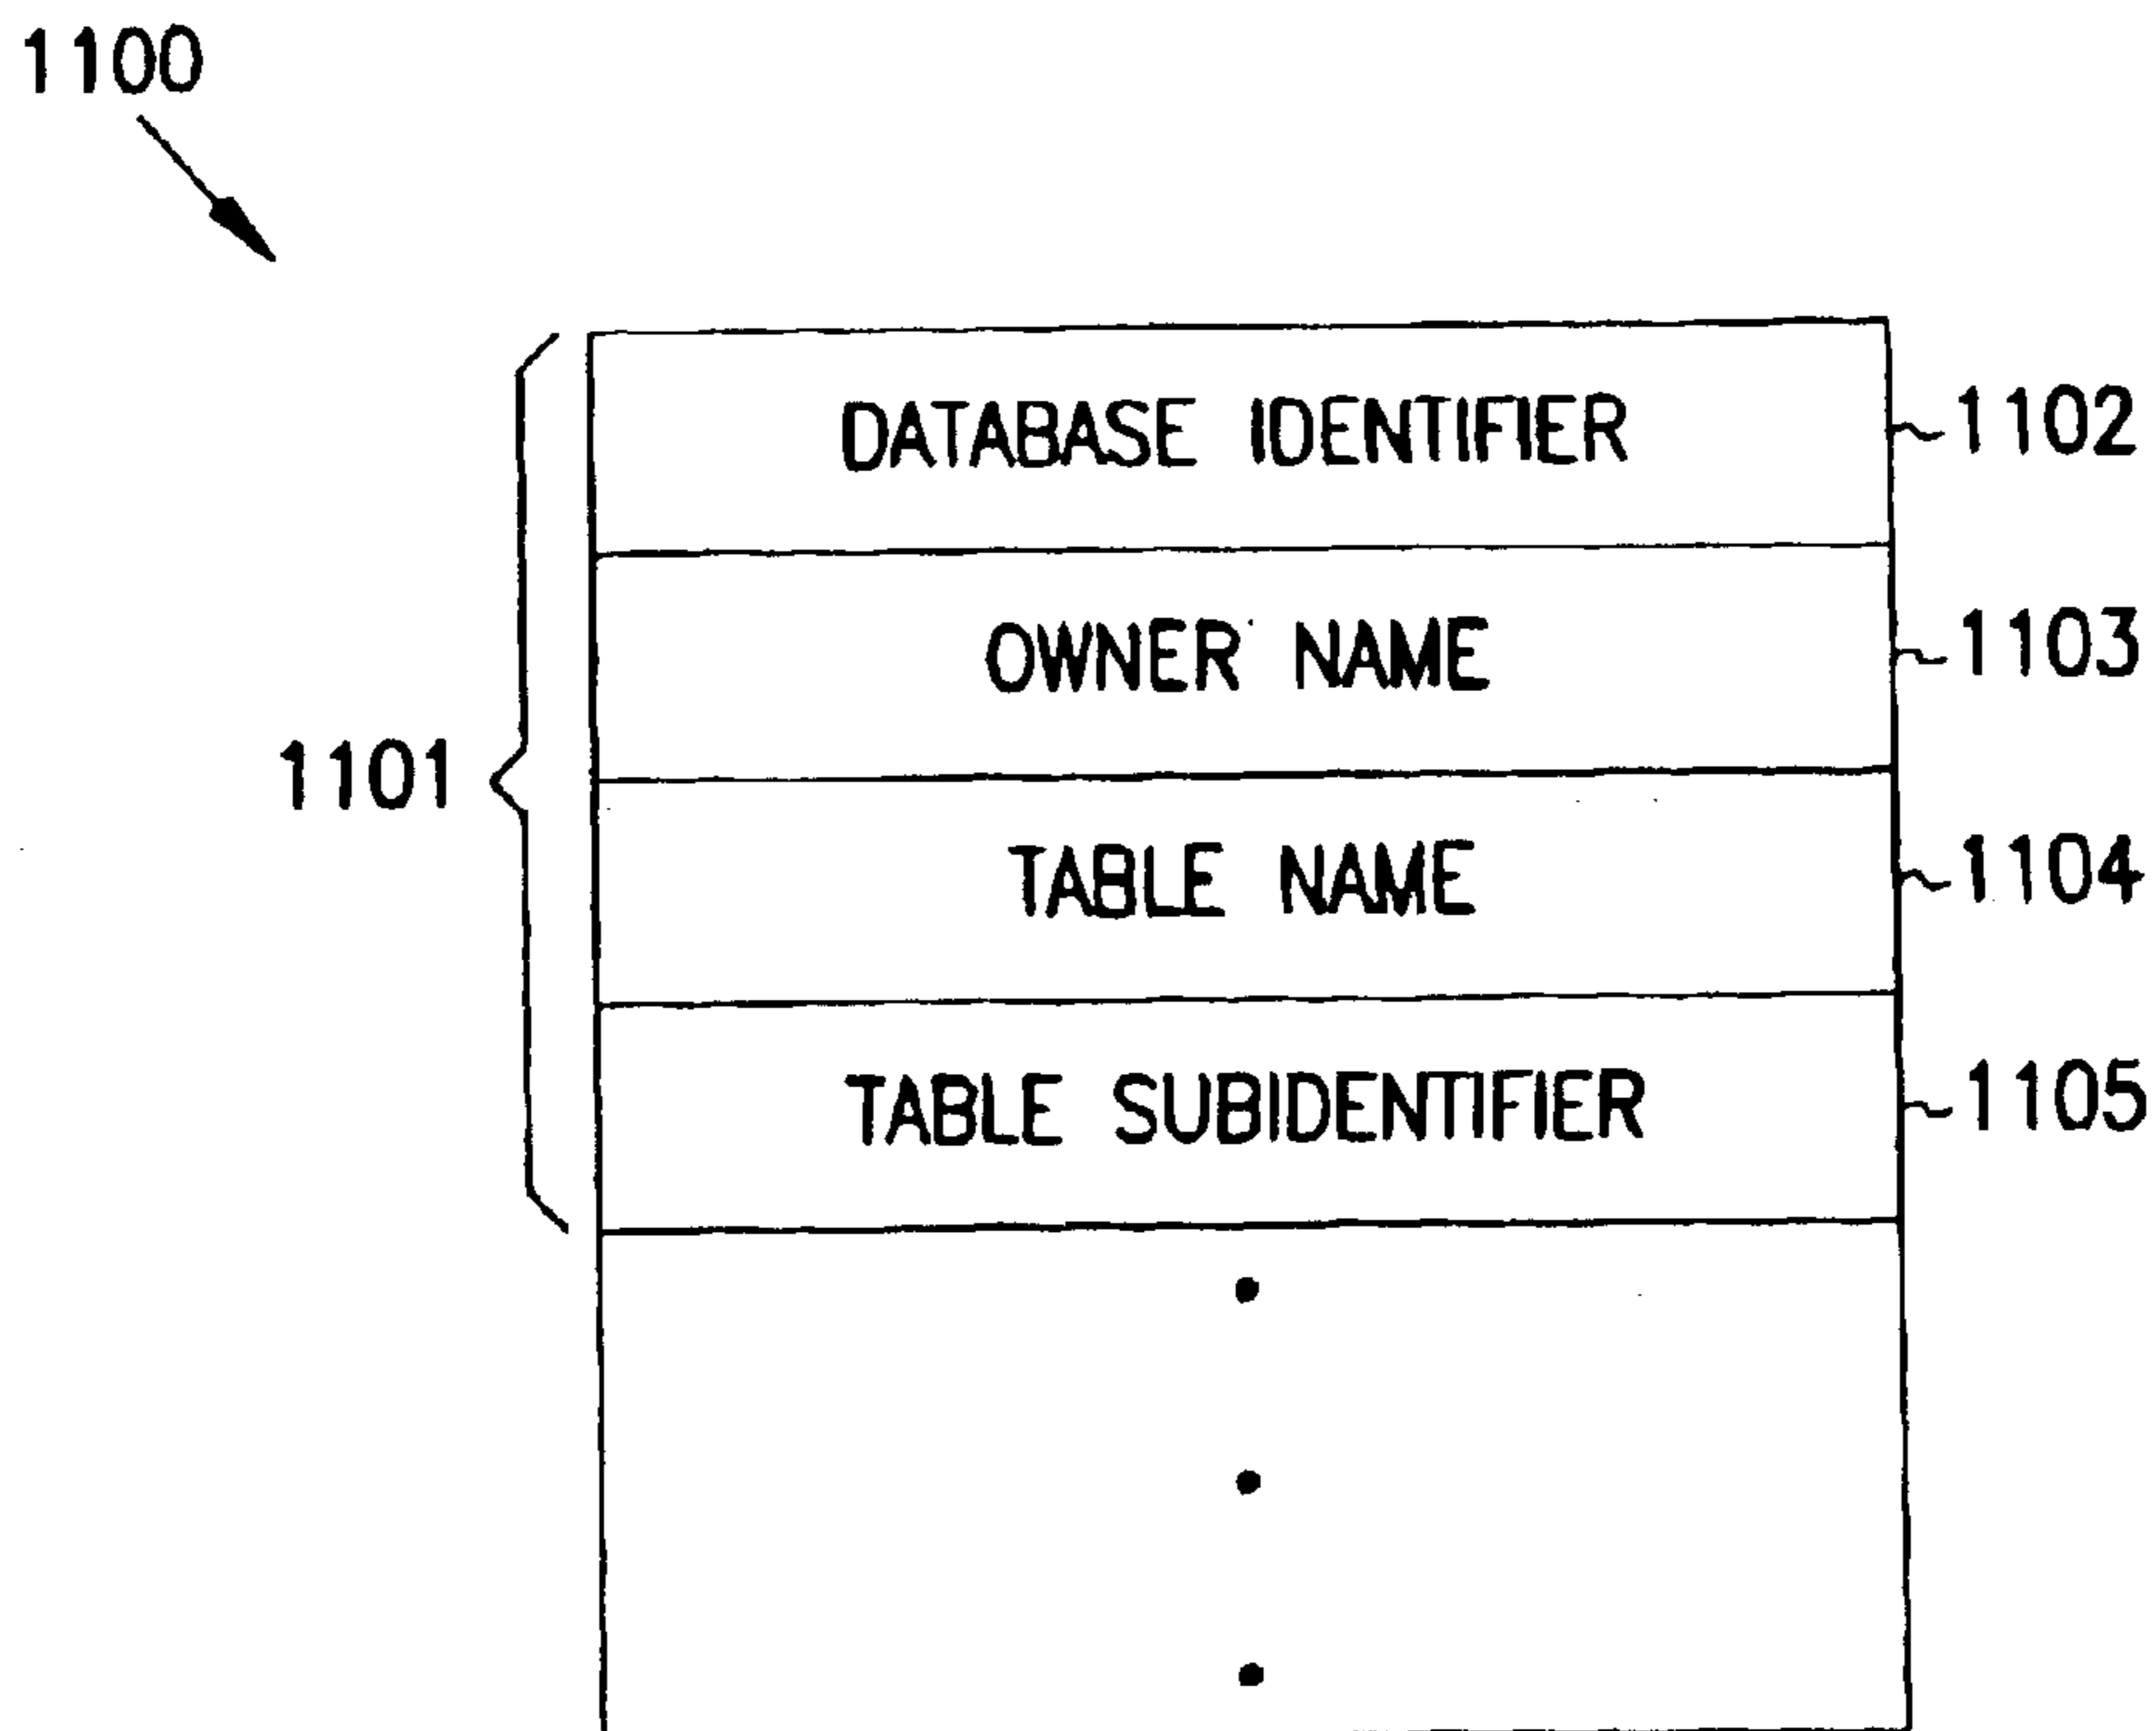 1100
DATABASE IDENTIFIER
1102
OWNER NAME
1103
1101
TABLE NAME
1104
TABLE SUBIDENTIFIER
1105